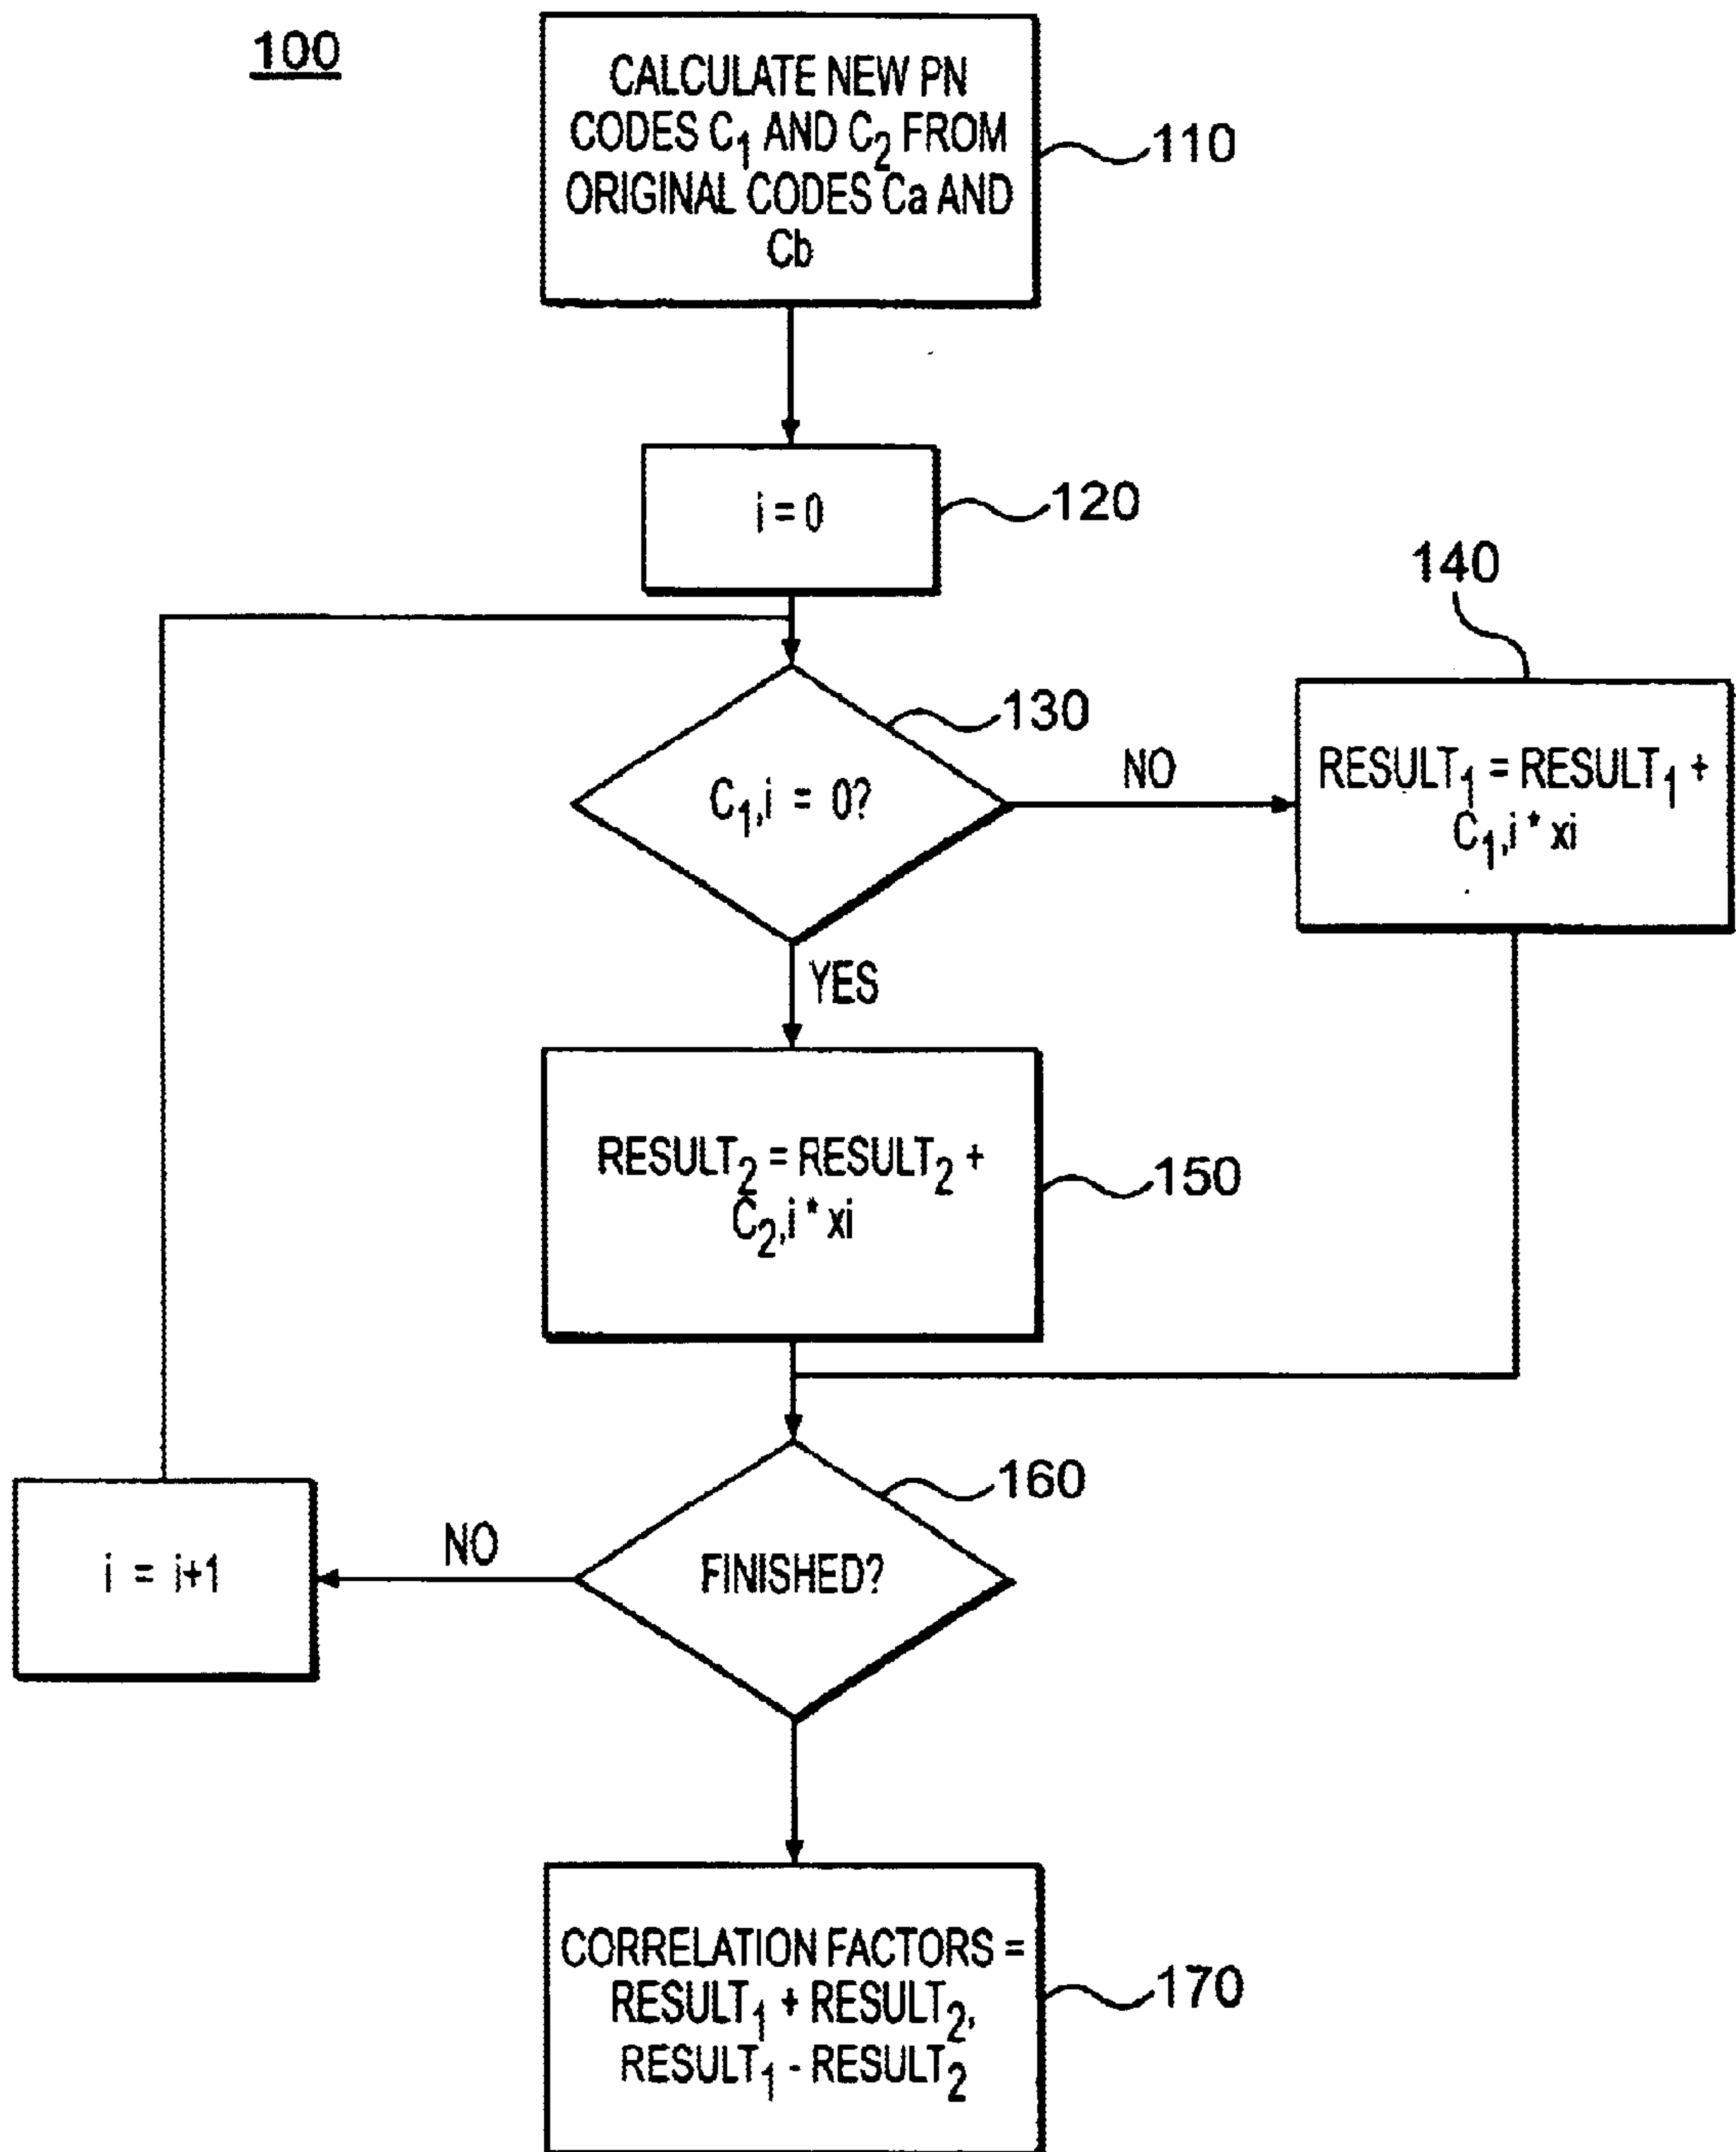 100
CALCULATE NEW PN
CODES C1 AND C2 FROM
ORIGINAL CODES Ca AND
Cb
110
i = 0
120
140
130
C1,i = 0?
NO
RESULT1 = RESULT1 +
C1,i * xi
YES
RESULT2 = RESULT2 +
C2,i * xi
150
160
FINISHED?
NO
i = i+1
CORRELATION FACTORS =
RESULT1 + RESULT2,
RESULT1 - RESULT2
170